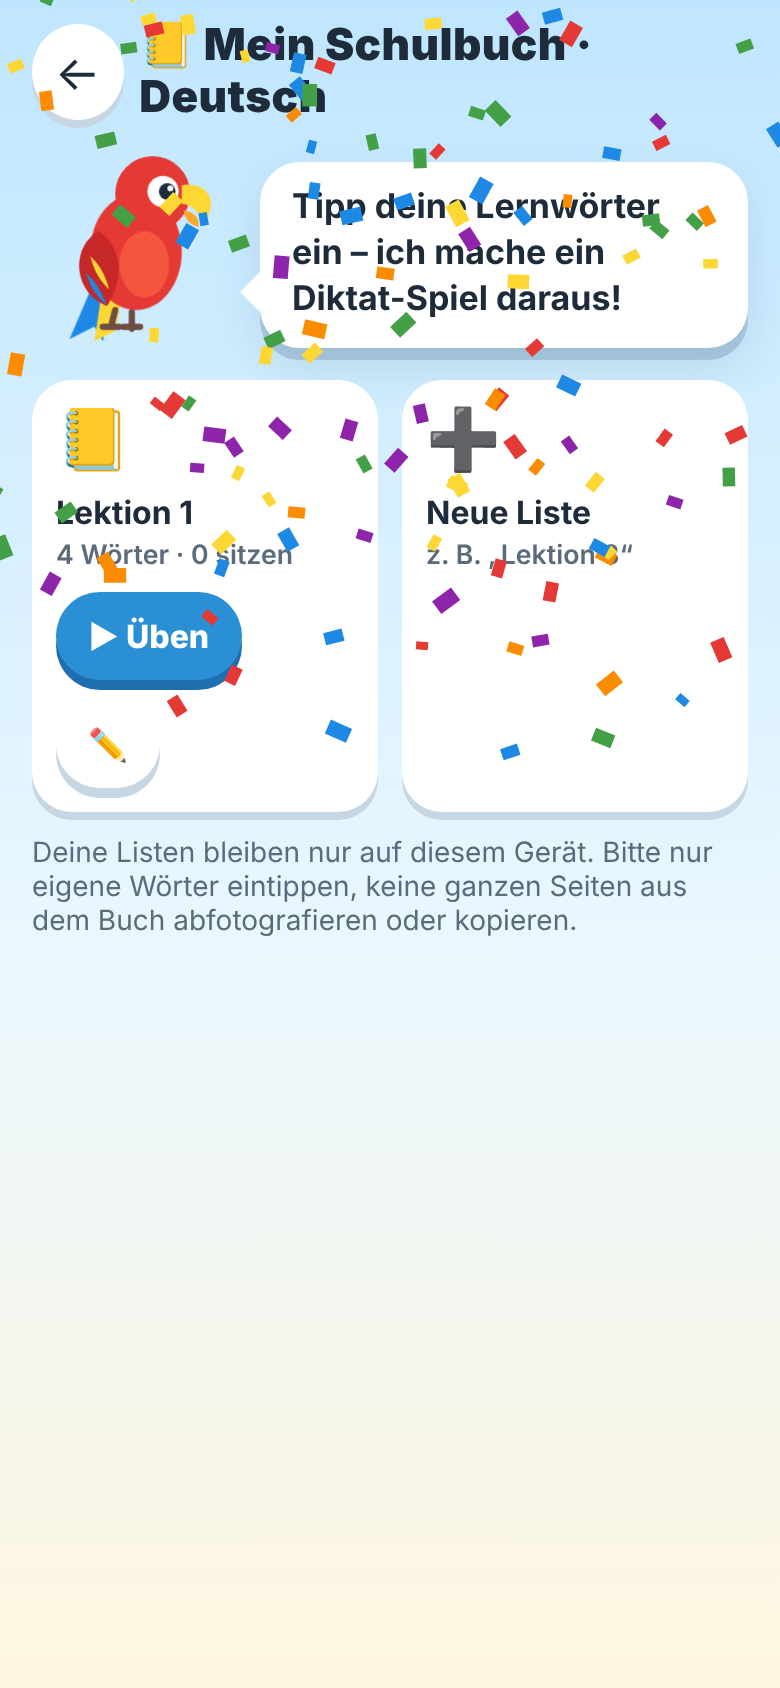 Mein Schulbuch ·
Deutsch
Tipp deine Lernwörter
ein – ich mache ein
Diktat-Spiel daraus!
Lektion 1
4 Wörter · 0 sitzen
Üben
Neue Liste
z. B. „Lektion 3“
Deine Listen bleiben nur auf diesem Gerät. Bitte nur
eigene Wörter eintippen, keine ganzen Seiten aus
dem Buch abfotografieren oder kopieren.